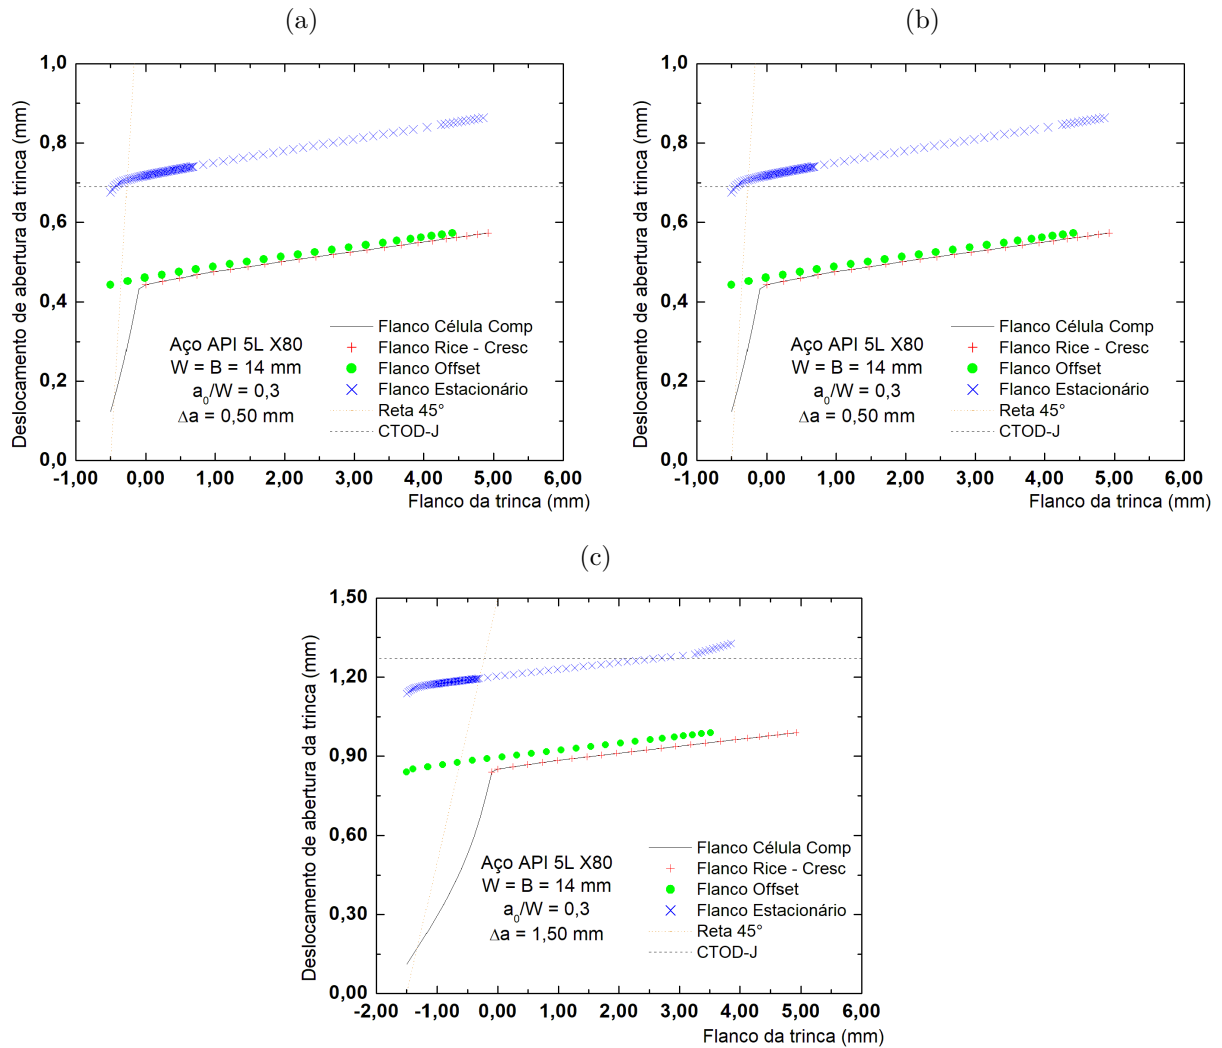 (a)
1,0
0,8
0,6
0,4
0,2
0,0
Deslocamento de abertura da trinca (mm)
Aço API 5L X80
W = B = 14 mm
a0/W = 0,3
Δa = 0,50 mm
Flanco Célula Comp
Flanco Rice - Cresc
Flanco Offset
Flanco Estacionário
Reta 45°
CTOD-J
-1,00 0,00 1,00 2,00 3,00 4,00 5,00 6,00
Flanco da trinca (mm)
(b)
1,0
0,8
0,6
0,4
0,2
0,0
Deslocamento de abertura da trinca (mm)
Aço API 5L X80
W = B = 14 mm
a0/W = 0,3
Δa = 0,50 mm
Flanco Célula Comp
Flanco Rice - Cresc
Flanco Offset
Flanco Estacionário
Reta 45°
CTOD-J
-1,00 0,00 1,00 2,00 3,00 4,00 5,00 6,00
Flanco da trinca (mm)
(c)
1,50
1,20
0,90
0,60
0,30
0,00
Deslocamento de abertura da trinca (mm)
Aço API 5L X80
W = B = 14 mm
a0/W = 0,3
Δa = 1,50 mm
Flanco Célula Comp
Flanco Rice - Cresc
Flanco Offset
Flanco Estacionário
Reta 45°
CTOD-J
-2,00 -1,00 0,00 1,00 2,00 3,00 4,00 5,00 6,00
Flanco da trinca (mm)